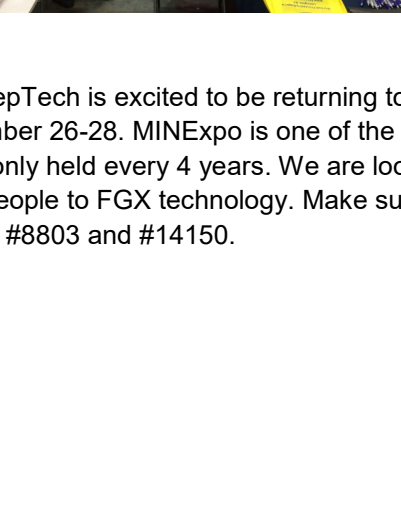 epTech is excited to be returning to
ber 26-28. MINExpo is one of the
only held every 4 years. We are loo
eople to FGX technology. Make su
#8803 and #14150.